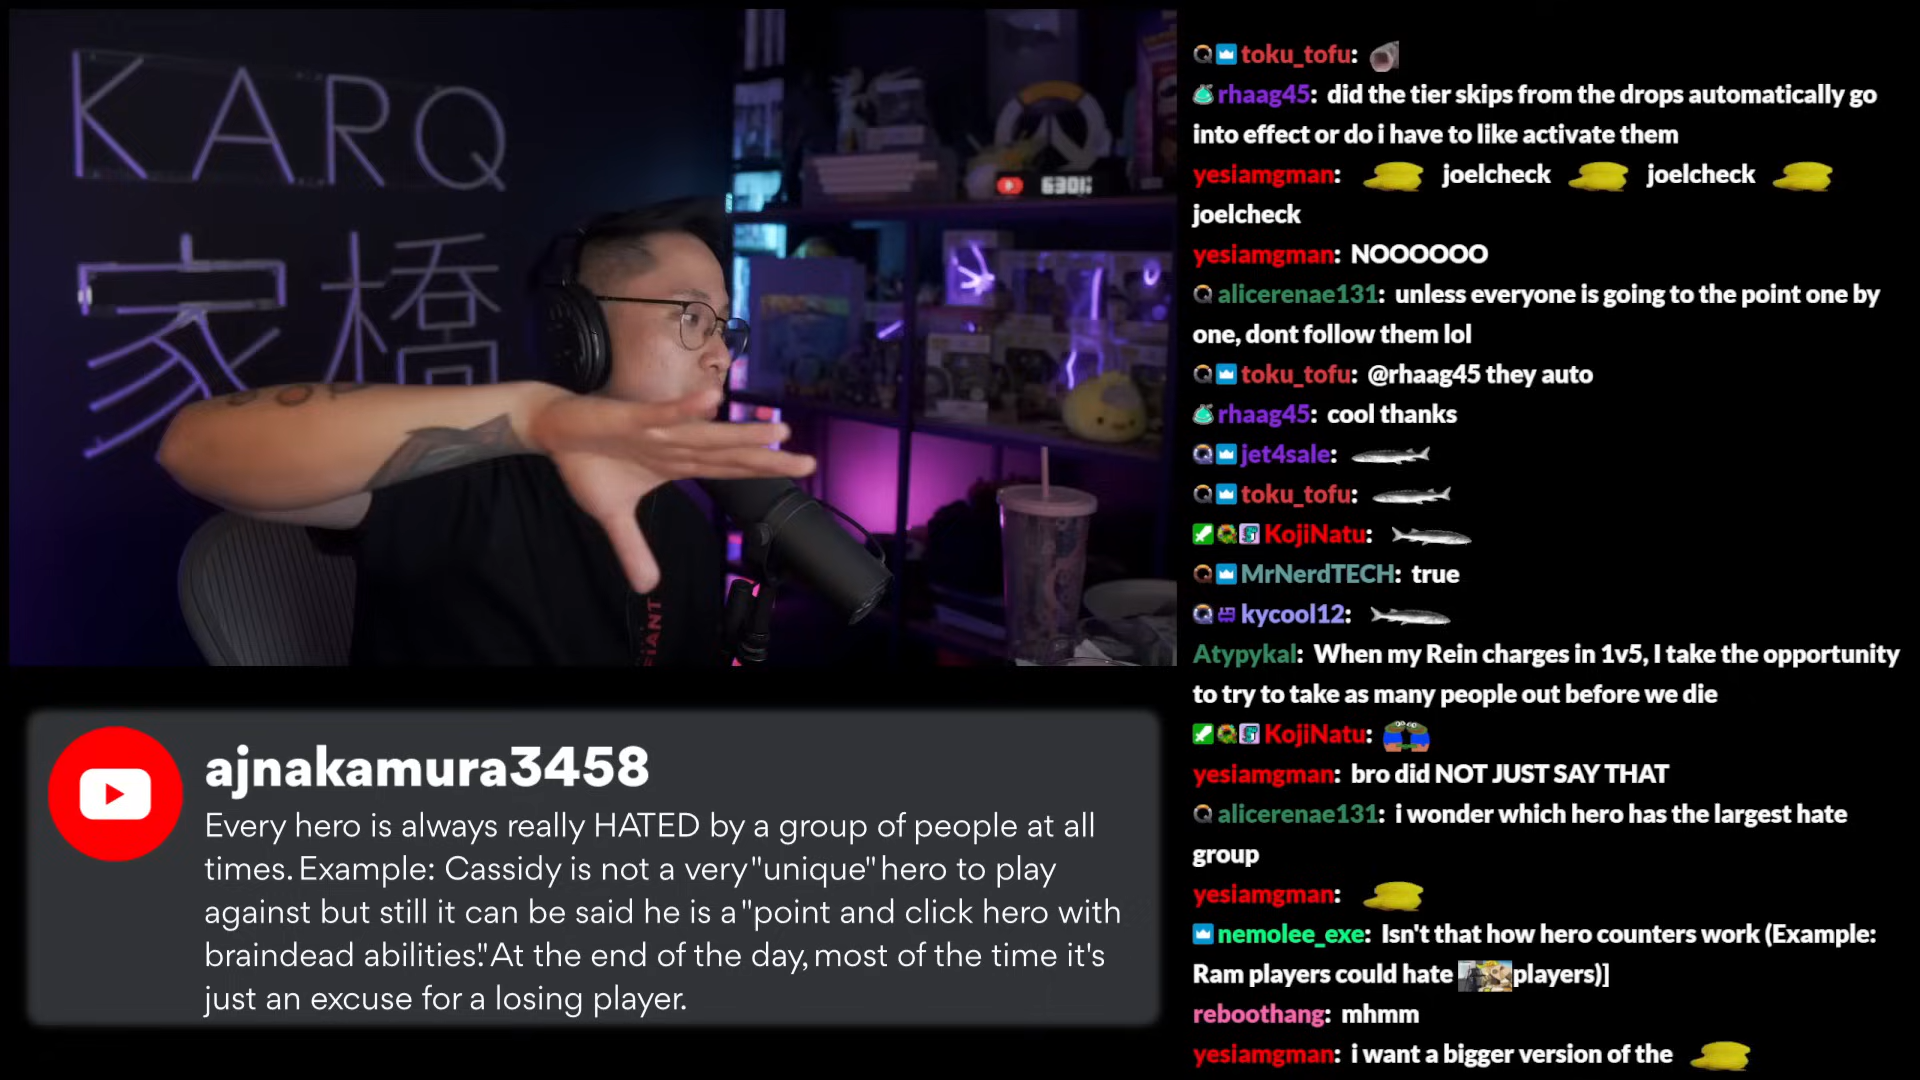 KARQ
家橋
630K
FIANT
ajnakamura3458
Every hero is always really HATED by a group of people at all
times. Example: Cassidy is not a very "unique" hero to play
against but still it can be said he is a "point and click hero with
braindead abilities". At the end of the day, most of the time it's
just an excuse for a losing player.
toku_tofu:
rhaag45: did the tier skips from the drops automatically go
into effect or do i have to like activate them
yesiamgman: joelcheck joelcheck
joelcheck
yesiamgman: NOOOOOO
alicerenae131: unless everyone is going to the point one by
one, dont follow them lol
toku_tofu: @rhaag45 they auto
rhaag45: cool thanks
jet4sale:
toku_tofu:
KojiNatu:
MrNerdTECH: true
kycool12:
Atypykal: When my Rein charges in 1v5, I take the opportunity
to try to take as many people out before we die
KojiNatu:
yesiamgman: bro did NOT JUST SAY THAT
alicerenae131: i wonder which hero has the largest hate
group
yesiamgman:
nemolee_exe: Isn't that how hero counters work (Example:
Ram players could hate players)]
reboothang: mhmm
yesiamgman: i want a bigger version of the